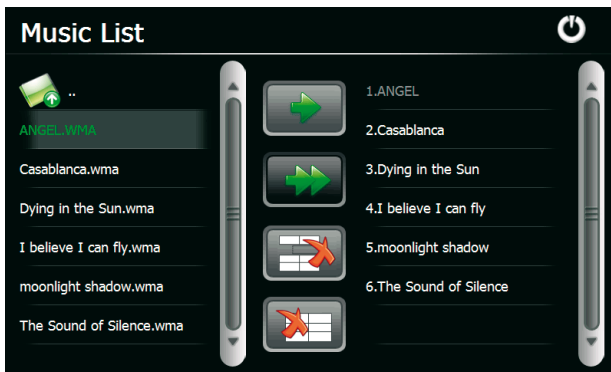 Music List
..
ANGEL.WMA
Casablanca.wma
Dying in the Sun.wma
I believe I can fly.wma
moonlight shadow.wma
The Sound of Silence.wma
1.ANGEL
2.Casablanca
3.Dying in the Sun
4.I believe I can fly
5.moonlight shadow
6.The Sound of Silence